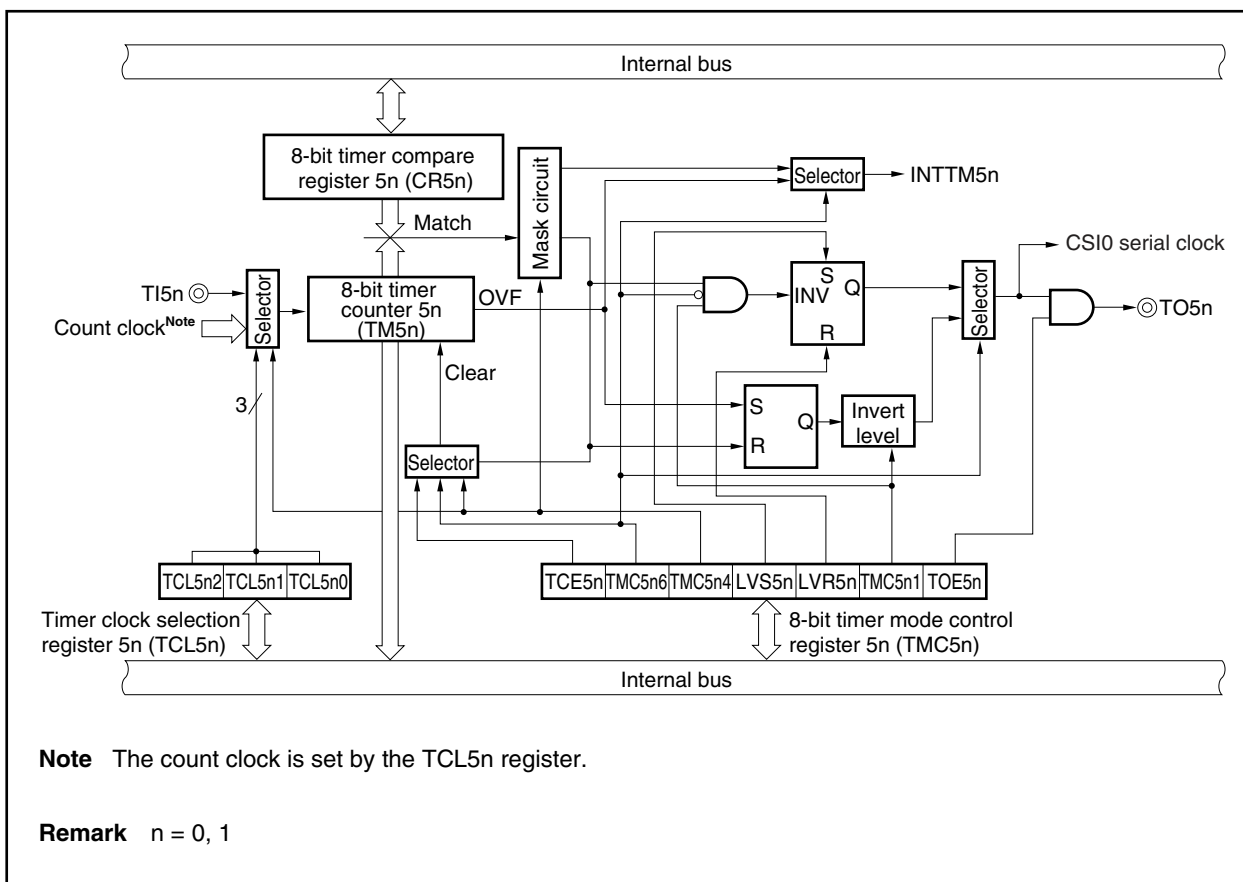 Internal bus
8-bit timer compare
register 5n (CR5n)
Match
Mask circuit
Selector
INTTM5n
CSI0 serial clock
TI5n
Count clockNote
Selector
8-bit timer
counter 5n
(TM5n)
OVF
Clear
S
INV
Q
R
Selector
TO5n
3
S
Q
R
Invert
level
Selector
TCL5n2 TCL5n1 TCL5n0
TCE5n TMC5n6 TMC5n4 LVS5n LVR5n TMC5n1 TOE5n
Timer clock selection
register 5n (TCL5n)
8-bit timer mode control
register 5n (TMC5n)
Internal bus
Note The count clock is set by the TCL5n register.
Remark n = 0, 1